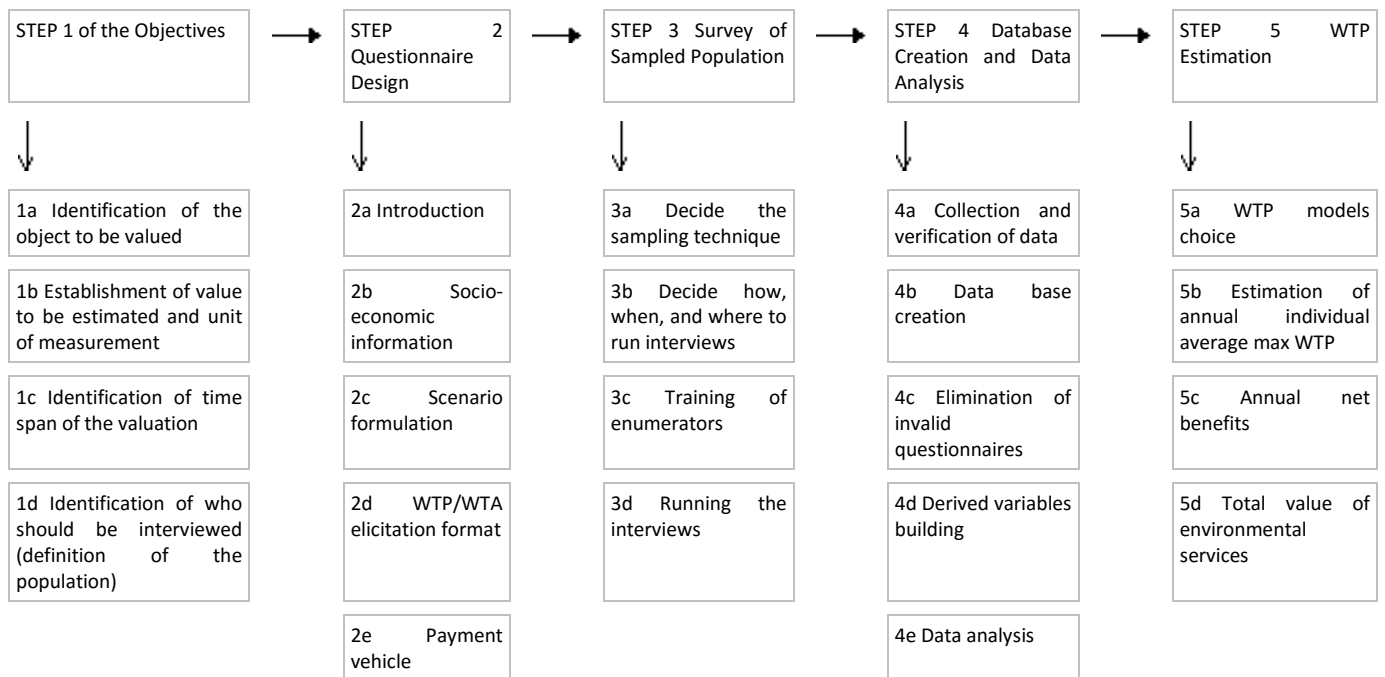 STEP 1 of the Objectives
STEP 2
Questionnaire
Design
STEP 3 Survey of
Sampled Population
STEP 4 Database
Creation and Data
Analysis
STEP 5 WTP
Estimation
1a Identification of the
object to be valued
1b Establishment of value
to be estimated and unit
of measurement
1c Identification of time
span of the valuation
1d Identification of who
should be interviewed
(definition of the
population)
2a Introduction
2b Socio-
economic
information
2c Scenario
formulation
2d WTP/WTA
elicitation format
2e Payment
vehicle
3a Decide the
sampling technique
3b Decide how,
when, and where to
run interviews
3c Training of
enumerators
3d Running the
interviews
4a Collection and
verification of data
4b Data base
creation
4c Elimination of
invalid
questionnaires
4d Derived variables
building
4e Data analysis
5a WTP models
choice
5b Estimation of
annual individual
average max WTP
5c Annual net
benefits
5d Total value of
environmental
services